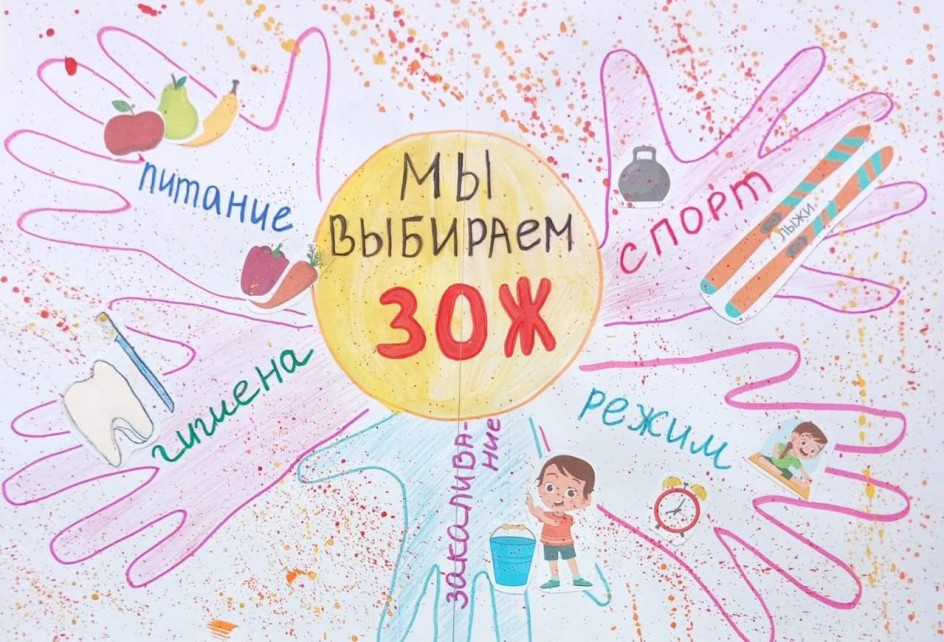 МЫ
ВЫБИРАЕМ
ЗОЖ
питание
СПОРТ
ЛЫЖИ
гигиена
режим
закалива-
ние